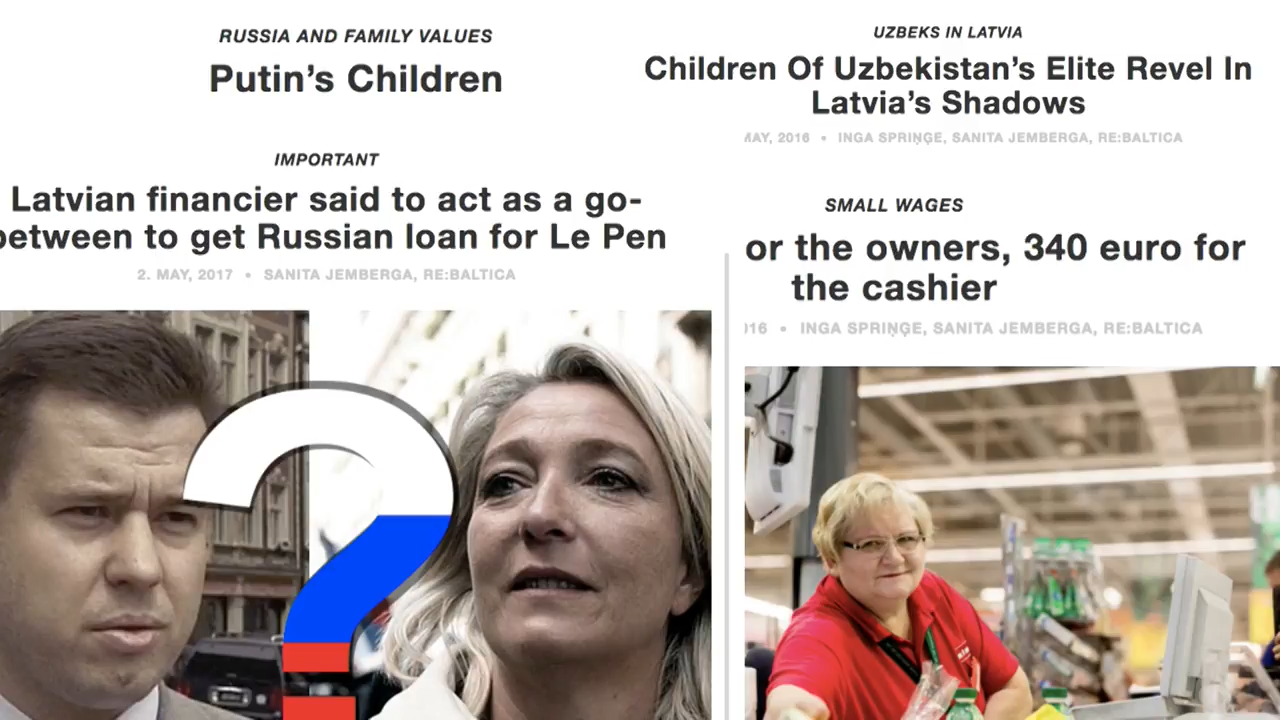 RUSSIA AND FAMILY VALUES
Putin's Children
IMPORTANT
Latvian financier said to act as a go-
between to get Russian loan for Le Pen
2. MAY, 2017 • SANITA JEMBERGA, RE:BALTICA
UZBEKS IN LATVIA
Children Of Uzbekistan's Elite Revel In
Latvia's Shadows
MAY, 2016 • INGA SPRIŅĢE, SANITA JEMBERGA, RE:BALTICA
SMALL WAGES
or the owners, 340 euro for
the cashier
16 • INGA SPRIŅĢE, SANITA JEMBERGA, RE:BALTICA